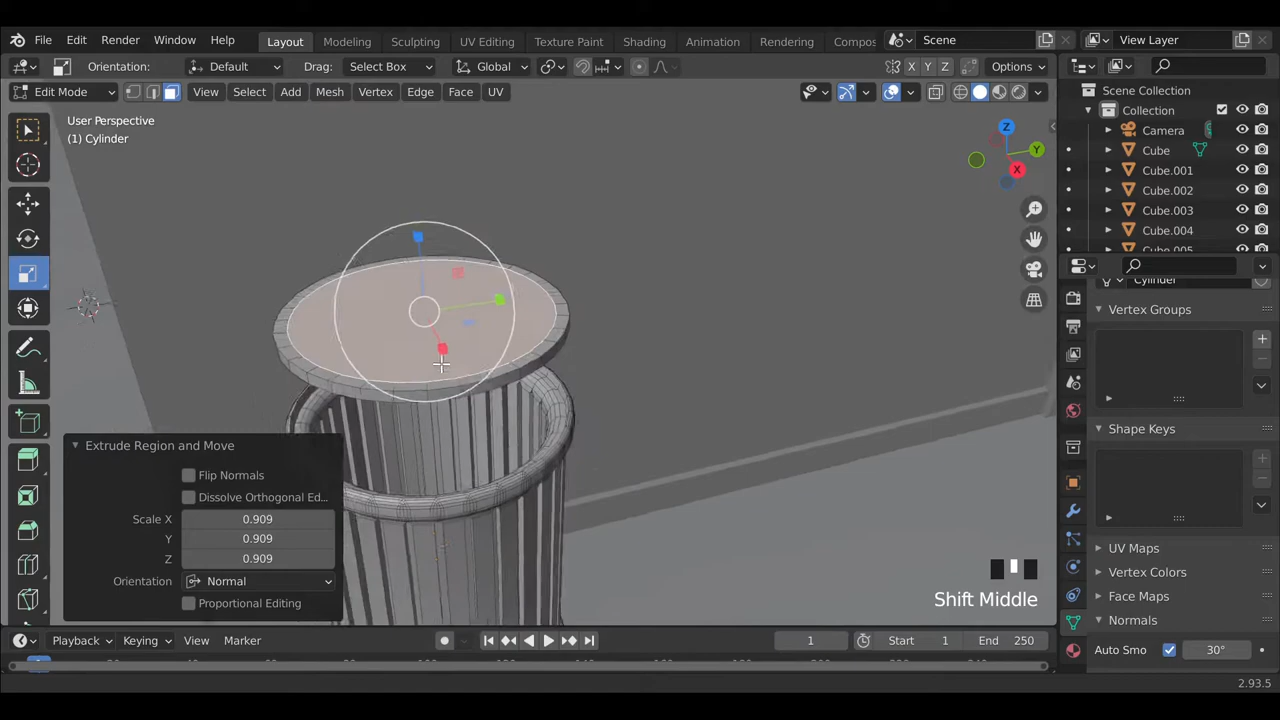 File Edit Render Window Help Layout Modeling Sculpting UV Editing Texture Paint Shading Animation Rendering Compos Scene View Layer
Orientation: Default Drag: Select Box Global X Y Z Options
Edit Mode View Select Add Mesh Vertex Edge Face UV
User Perspective
(1) Cylinder
Z
Y
X
Scene Collection
Collection
Camera
Cube
Cube.001
Cube.002
Cube.003
Cube.004
Cube.005
Cylinder
Vertex Groups
Shape Keys
UV Maps
Vertex Colors
Face Maps
Normals
Auto Smo 30°
Extrude Region and Move
Flip Normals
Dissolve Orthogonal Ed...
Scale X 0.909
Y 0.909
Z 0.909
Orientation Normal
Proportional Editing
Shift Middle
Playback Keying View Marker 1 Start 1 End 250
2.93.5